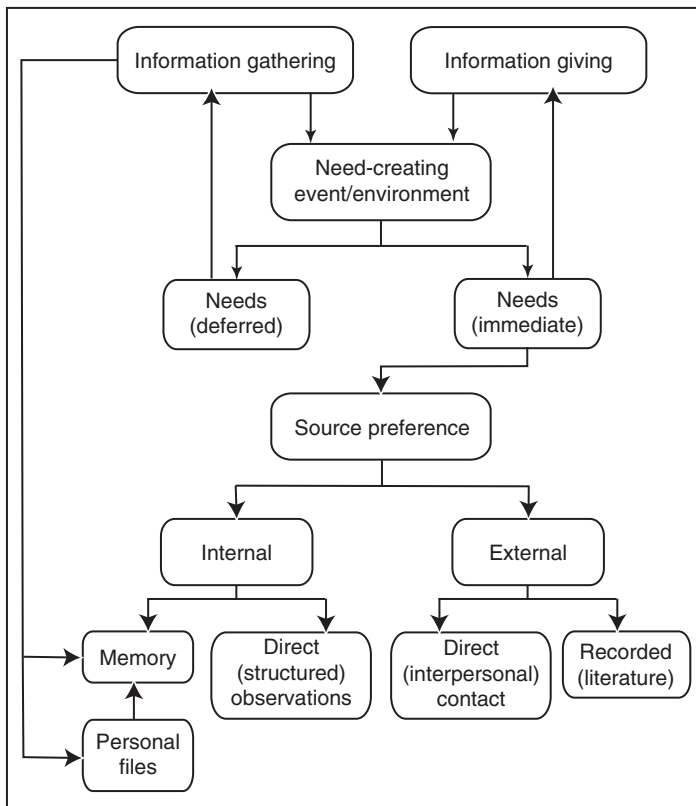 Information gathering
Information giving
Need-creating
event/environment
Needs
(deferred)
Needs
(immediate)
Source preference
Internal
External
Memory
Direct
(structured)
observations
Direct
(interpersonal)
contact
Recorded
(literature)
Personal
files